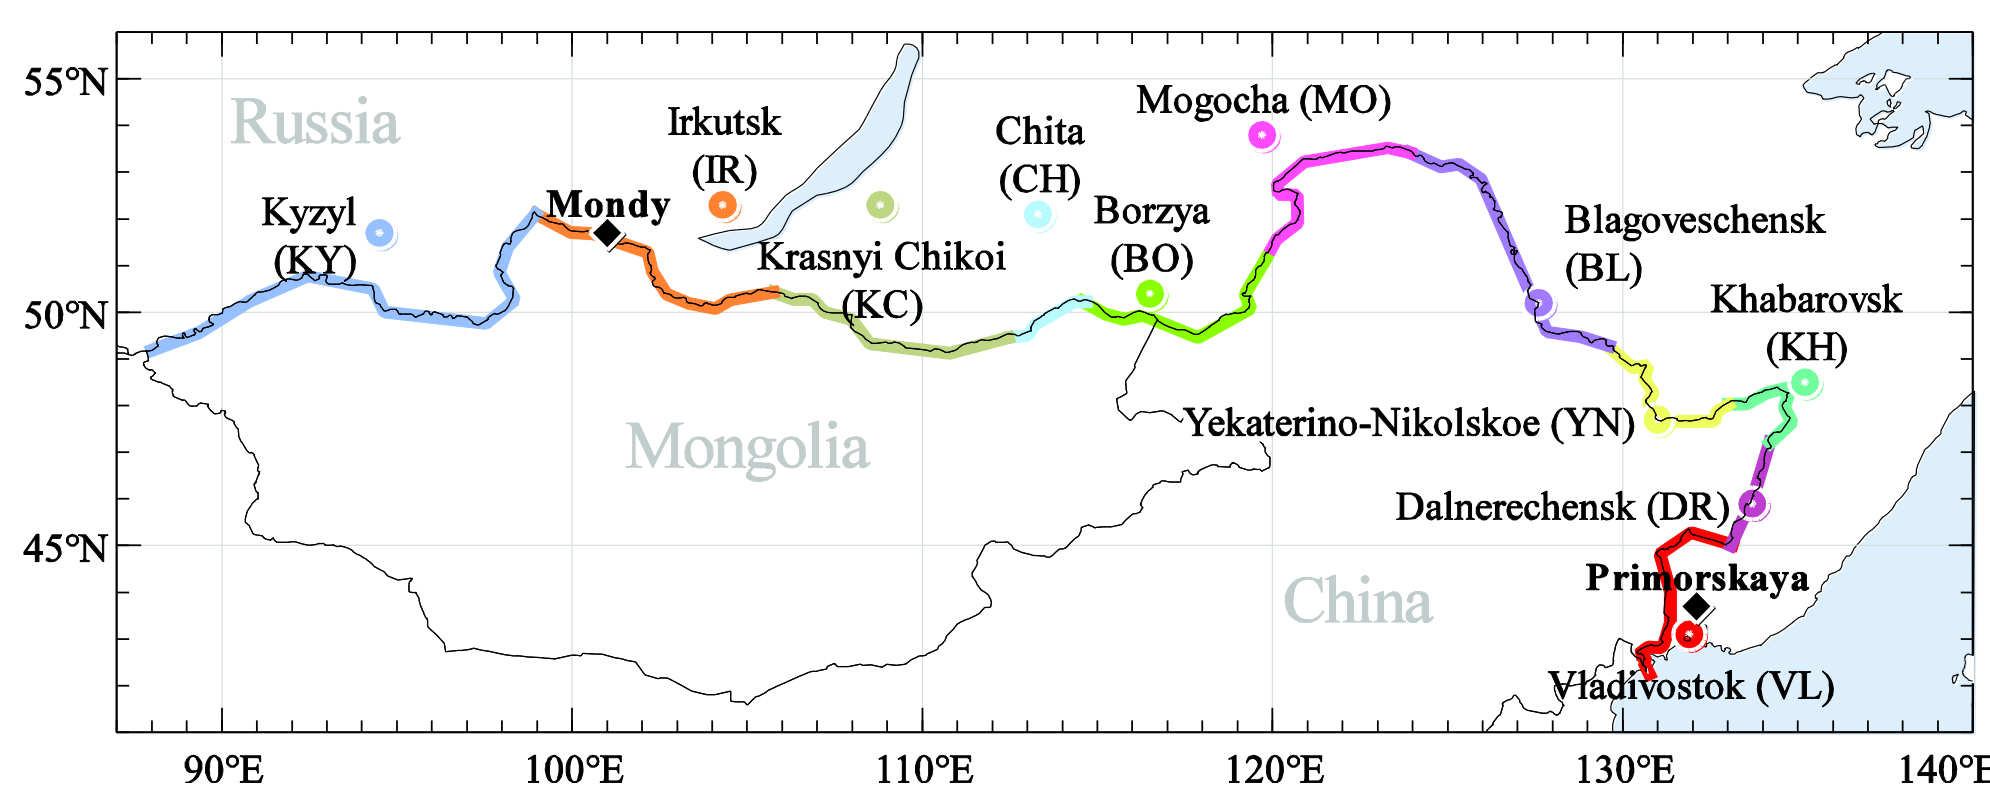 55°N
50°N
45°N
Russia
Kyzyl
(KY)
Mondy
Irkutsk
(IR)
Krasnyi Chikoi
(KC)
Chita
(CH)
Borzya
(BO)
Mogocha (MO)
Blagoveschensk
(BL)
Khabarovsk
(KH)
Yekaterino-Nikolskoe (YN)
Mongolia
Dalnerechensk (DR)
Primorskaya
China
Vladivostok (VL)
90°E
100°E
110°E
120°E
130°E
140°E